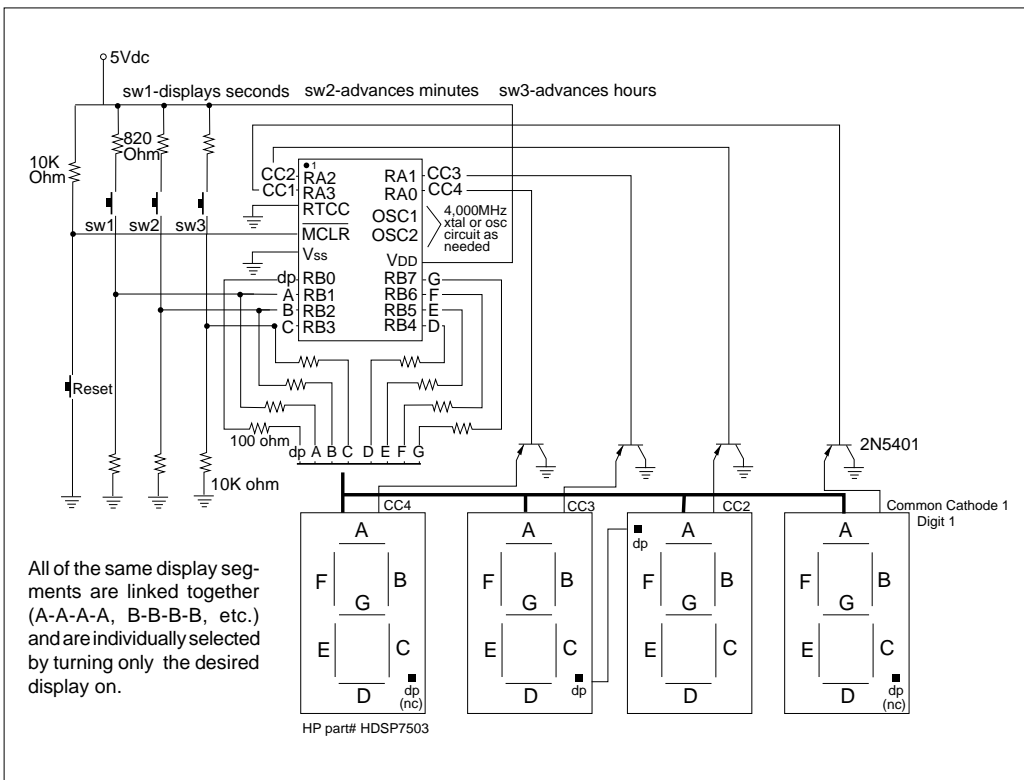 5Vdc
sw1-displays seconds sw2-advances minutes sw3-advances hours
820
Ohm
10K
Ohm
sw1 sw2 sw3
Reset
10K ohm
1
CC2 RA2 RA1 CC3
CC1 RA3 RA0 CC4
RTCC OSC1
MCLR OSC2
Vss VDD
4,000MHz
xtal or osc
circuit as
needed
dp RB0 RB7 G
A RB1 RB6 F
B RB2 RB5 E
C RB3 RB4 D
100 ohm
dp A B C D E F G
2N5401
CC4 CC3 CC2
Common Cathode 1
Digit 1
A
F B
G
E C
D
dp
(nc)
A
F B
G
E C
D
dp
dp
A
F B
G
E C
D
A
F B
G
E C
D
dp
(nc)
HP part# HDSP7503
All of the same display seg-
ments are linked together
(A-A-A-A, B-B-B-B, etc.)
and are individually selected
by turning only the desired
display on.